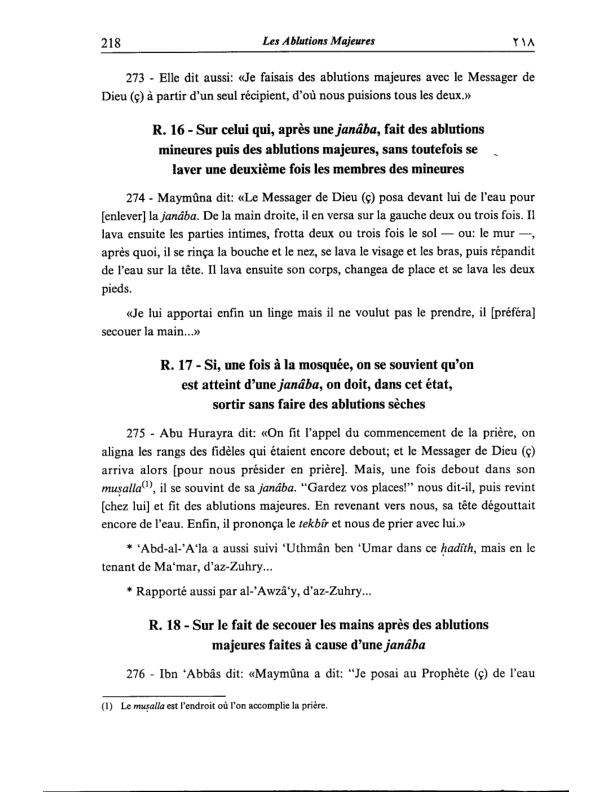 218 Les Ablutions Majeures ٢١٨
273 - Elle dit aussi: «Je faisais des ablutions majeures avec le Messager de
Dieu (ç) à partir d'un seul récipient, d'où nous puisions tous les deux.»
R. 16 - Sur celui qui, après une janâba, fait des ablutions
mineures puis des ablutions majeures, sans toutefois se
laver une deuxième fois les membres des mineures
274 - Maymûna dit: «Le Messager de Dieu (ç) posa devant lui de l'eau pour
[enlever] la janâba. De la main droite, il en versa sur la gauche deux ou trois fois. Il
lava ensuite les parties intimes, frotta deux ou trois fois le sol — ou: le mur —,
après quoi, il se rinça la bouche et le nez, se lava le visage et les bras, puis répandit
de l'eau sur la tête. Il lava ensuite son corps, changea de place et se lava les deux
pieds.
«Je lui apportai enfin un linge mais il ne voulut pas le prendre, il [préféra]
secouer la main...»
R. 17 - Si, une fois à la mosquée, on se souvient qu'on
est atteint d'une janâba, on doit, dans cet état,
sortir sans faire des ablutions sèches
275 - Abu Hurayra dit: «On fit l'appel du commencement de la prière, on
aligna les rangs des fidèles qui étaient encore debout; et le Messager de Dieu (ç)
arriva alors [pour nous présider en prière]. Mais, une fois debout dans son
muṣalla(1), il se souvint de sa janâba. “Gardez vos places!” nous dit-il, puis revint
[chez lui] et fit des ablutions majeures. En revenant vers nous, sa tête dégouttait
encore de l'eau. Enfin, il prononça le tekbîr et nous de prier avec lui.»
* ‘Abd-al-’A‘la a aussi suivi ‘Uthmân ben ‘Umar dans ce ḥadîth, mais en le
tenant de Ma‘mar, d'az-Zuhry...
* Rapporté aussi par al-’Awzâ‘y, d'az-Zuhry...
R. 18 - Sur le fait de secouer les mains après des ablutions
majeures faites à cause d'une janâba
276 - Ibn ‘Abbâs dit: «Maymûna a dit: “Je posai au Prophète (ç) de l'eau
(1) Le muṣalla est l'endroit où l'on accomplie la prière.